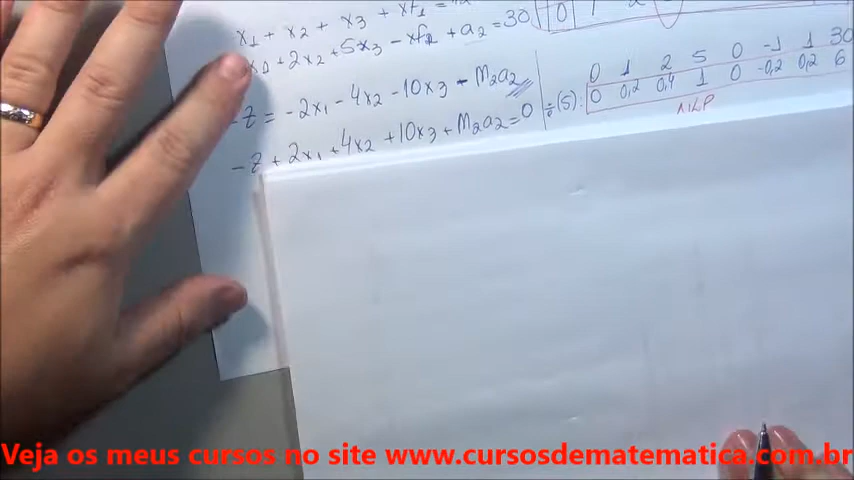 x₁ + x₂ + x₃ + xf₁ =
x₁ + 2x₂ + 5x₃ - xf₂ + a₂ = 30
z = -2x₁ - 4x₂ - 10x₃ - M₂a₂
-z + 2x₁ + 4x₂ + 10x₃ + M₂a₂ = 0
0 1 2 5 0 -1 1 30
÷(5): 0 0,2 0,4 1 0 -0,2 0,2 6
NLP
Veja os meus cursos no site www.cursosdematematica.com.br